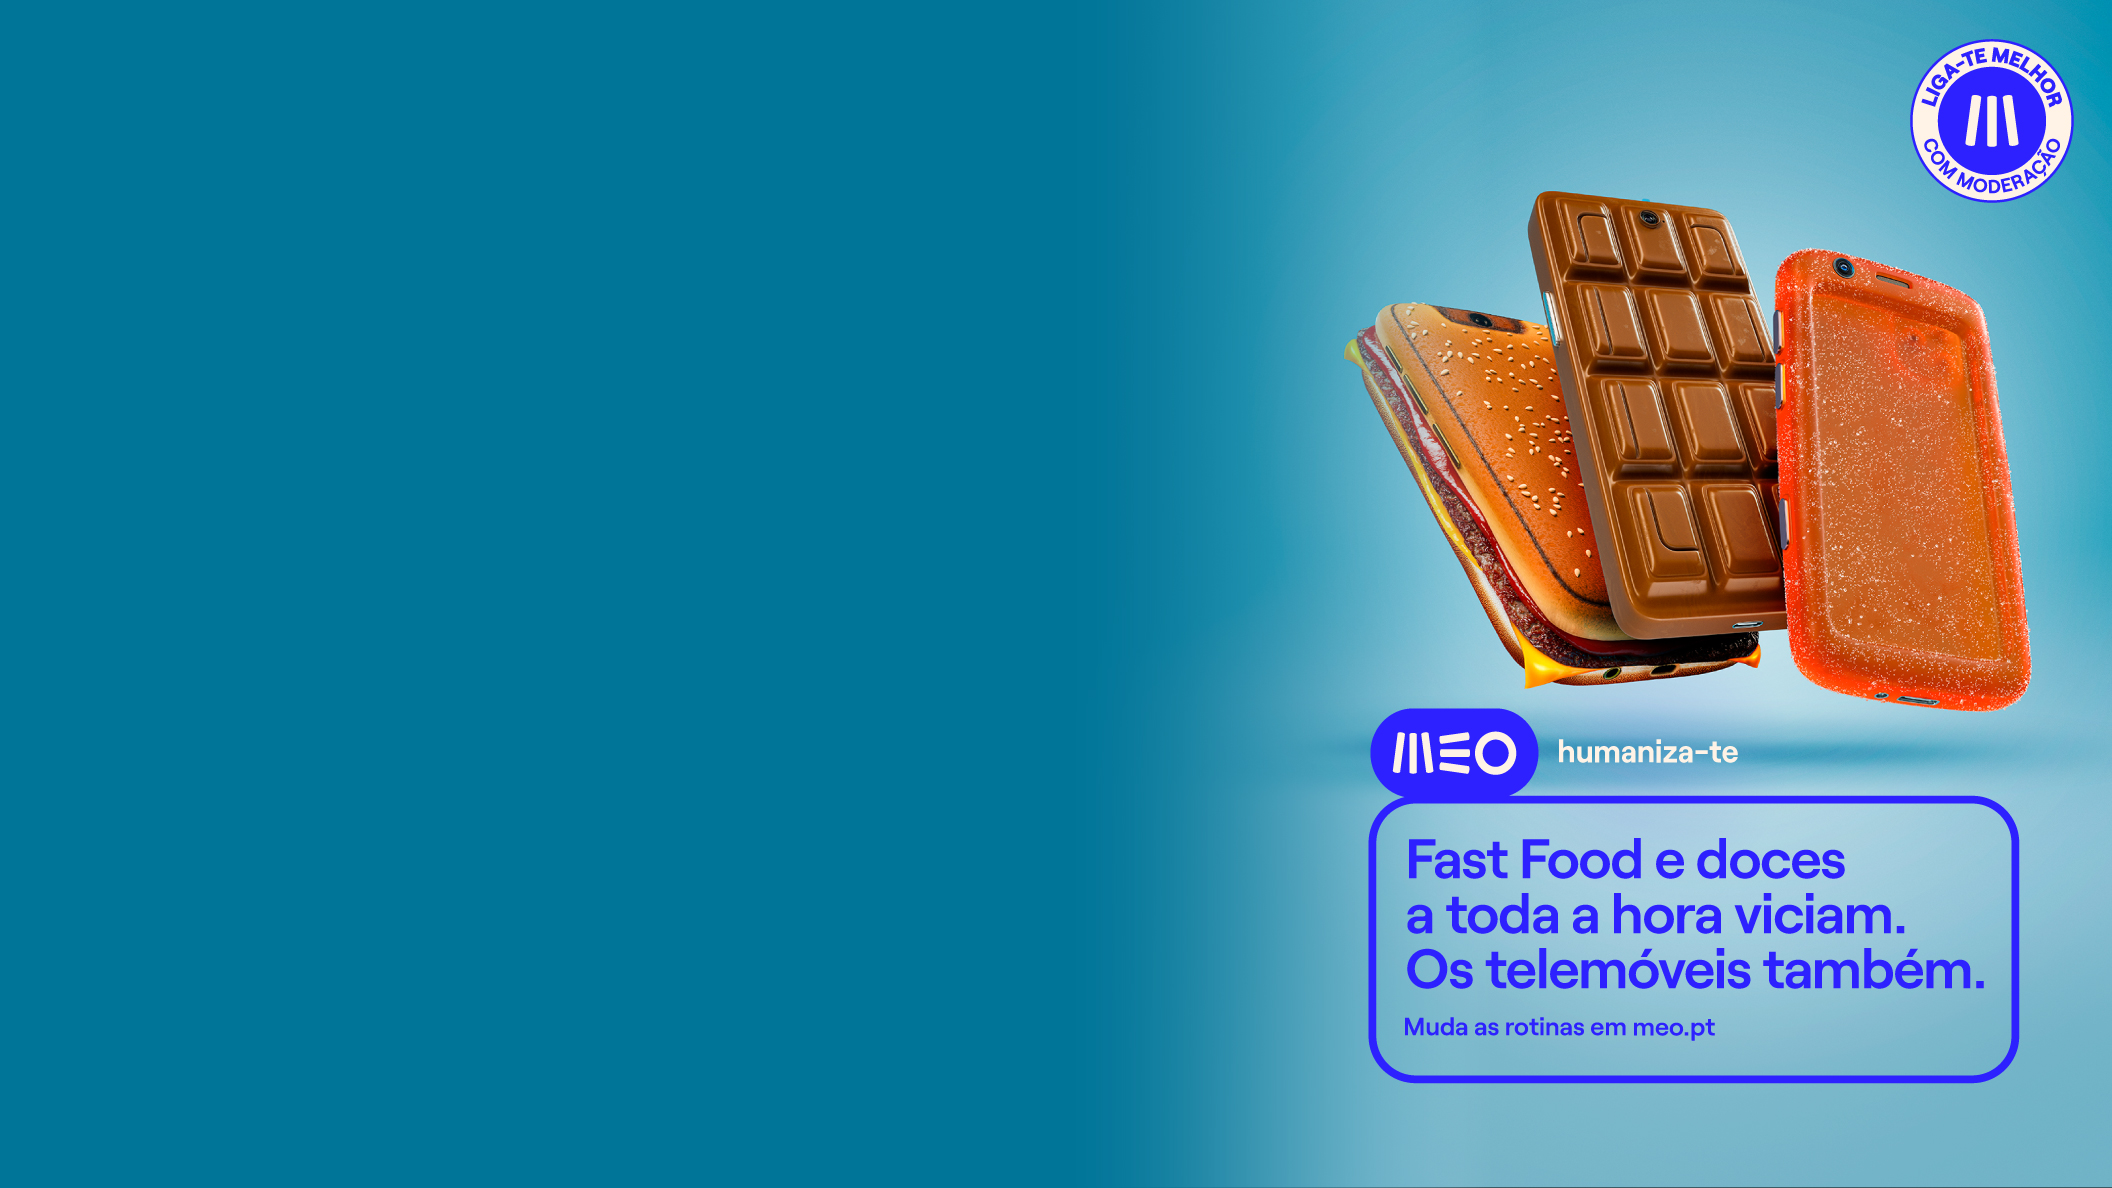 LIGA-TE MELHOR
COM MODERAÇÃO
MEO
humaniza-te
Fast Food e doces
a toda a hora viciam.
Os telemóveis também.
Muda as rotinas em meo.pt